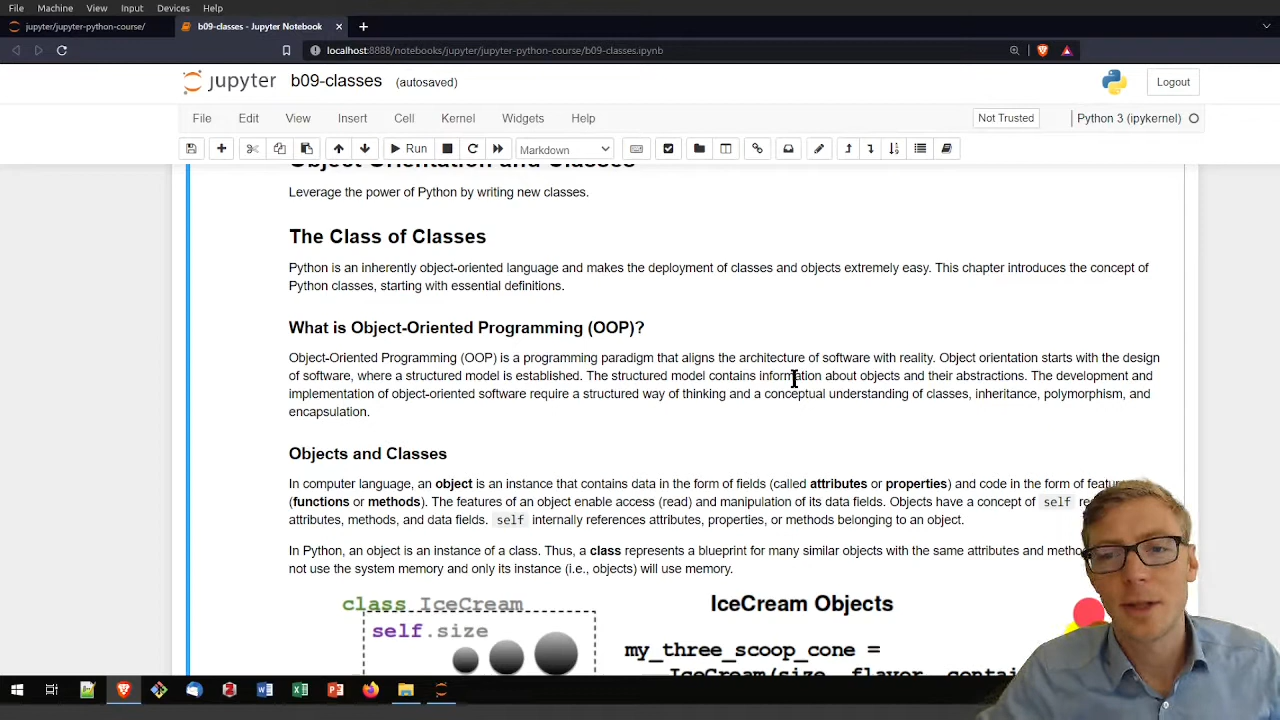 File Machine View Input Devices Help
jupyter/jupyter-python-course/ b09-classes - Jupyter Notebook
localhost:8888/notebooks/jupyter/jupyter-python-course/b09-classes.ipynb
jupyter b09-classes (autosaved) Logout
File Edit View Insert Cell Kernel Widgets Help Not Trusted Python 3 (ipykernel)
Run Markdown
Object Orientation and Classes
Leverage the power of Python by writing new classes.
The Class of Classes
Python is an inherently object-oriented language and makes the deployment of classes and objects extremely easy. This chapter introduces the concept of
Python classes, starting with essential definitions.
What is Object-Oriented Programming (OOP)?
Object-Oriented Programming (OOP) is a programming paradigm that aligns the architecture of software with reality. Object orientation starts with the design
of software, where a structured model is established. The structured model contains information about objects and their abstractions. The development and
implementation of object-oriented software require a structured way of thinking and a conceptual understanding of classes, inheritance, polymorphism, and
encapsulation.
Objects and Classes
In computer language, an object is an instance that contains data in the form of fields (called attributes or properties) and code in the form of
(functions or methods). The features of an object enable access (read) and manipulation of its data fields. Objects have a concept of self
attributes, methods, and data fields. self internally references attributes, properties, or methods belonging to an object.
In Python, an object is an instance of a class. Thus, a class represents a blueprint for many similar objects with the same attributes and
not use the system memory and only its instance (i.e., objects) will use memory.
class IceCream IceCream Objects
self.size
my_three_scoop_cone =
IceCream(size, flavor,